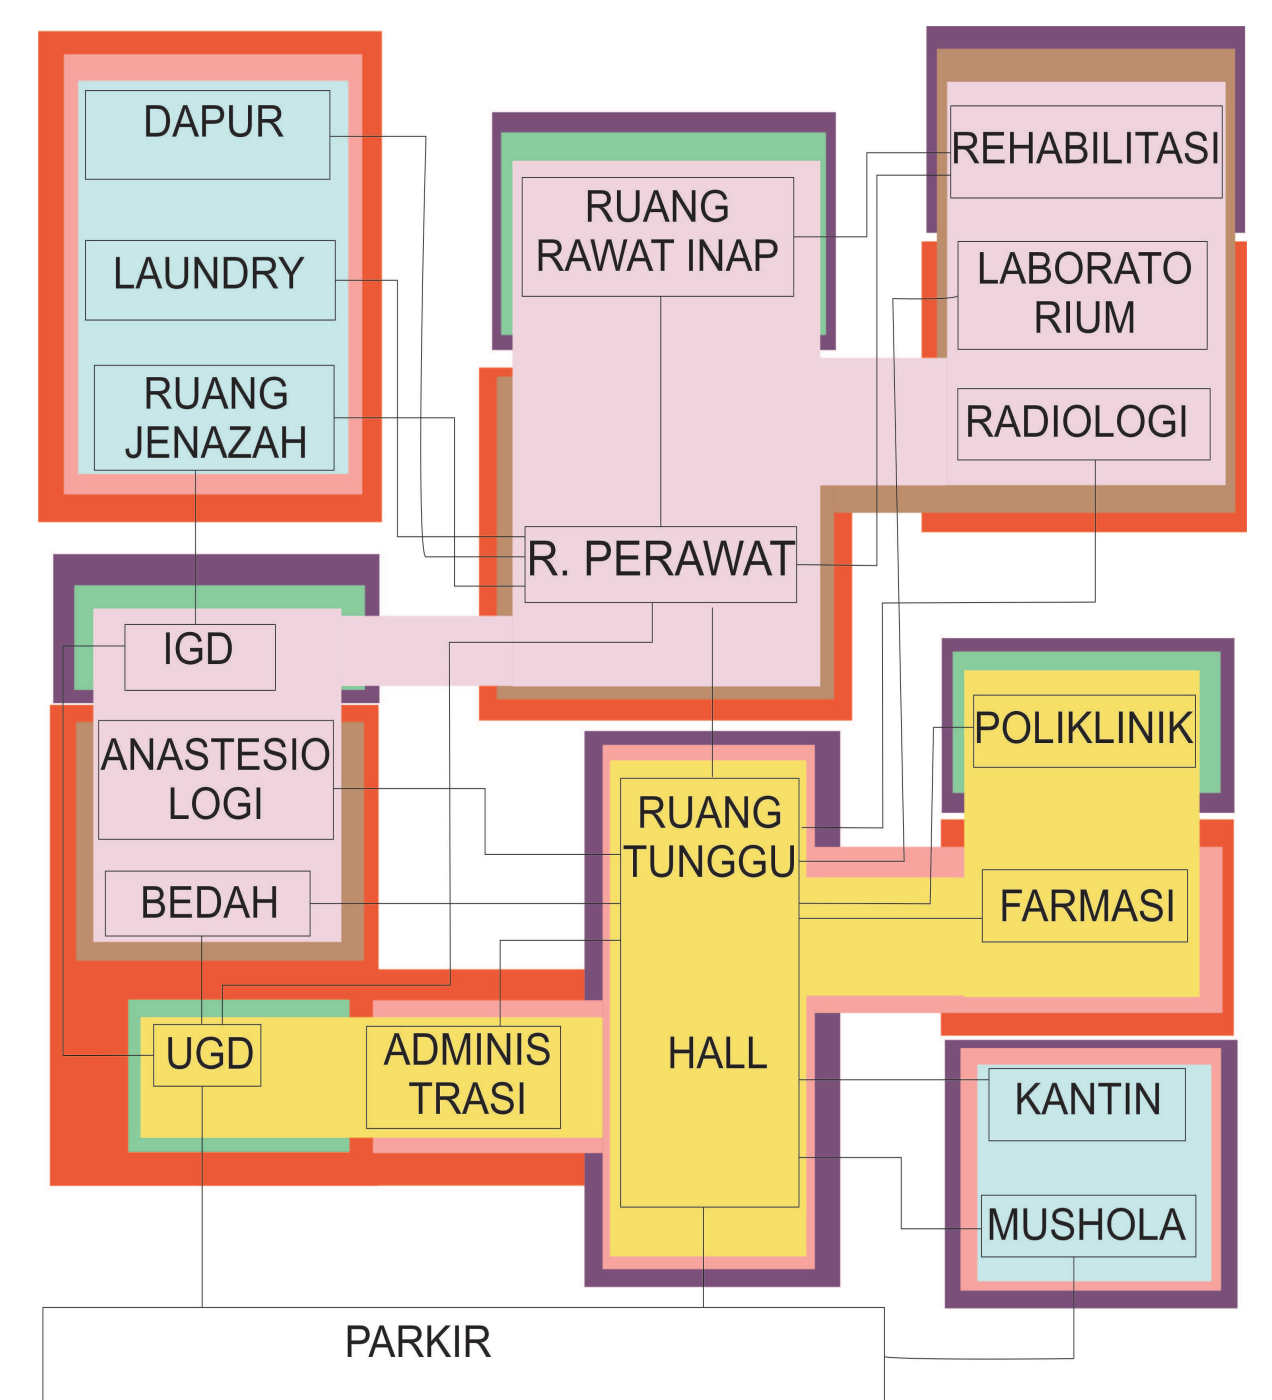 DAPUR
LAUNDRY
RUANG
JENAZAH
RUANG
RAWAT INAP
REHABILITASI
LABORATO
RIUM
RADIOLOGI
R. PERAWAT
IGD
ANASTESIO
LOGI
BEDAH
UGD
ADMINIS
TRASI
RUANG
TUNGGU
HALL
POLIKLINIK
FARMASI
KANTIN
MUSHOLA
PARKIR